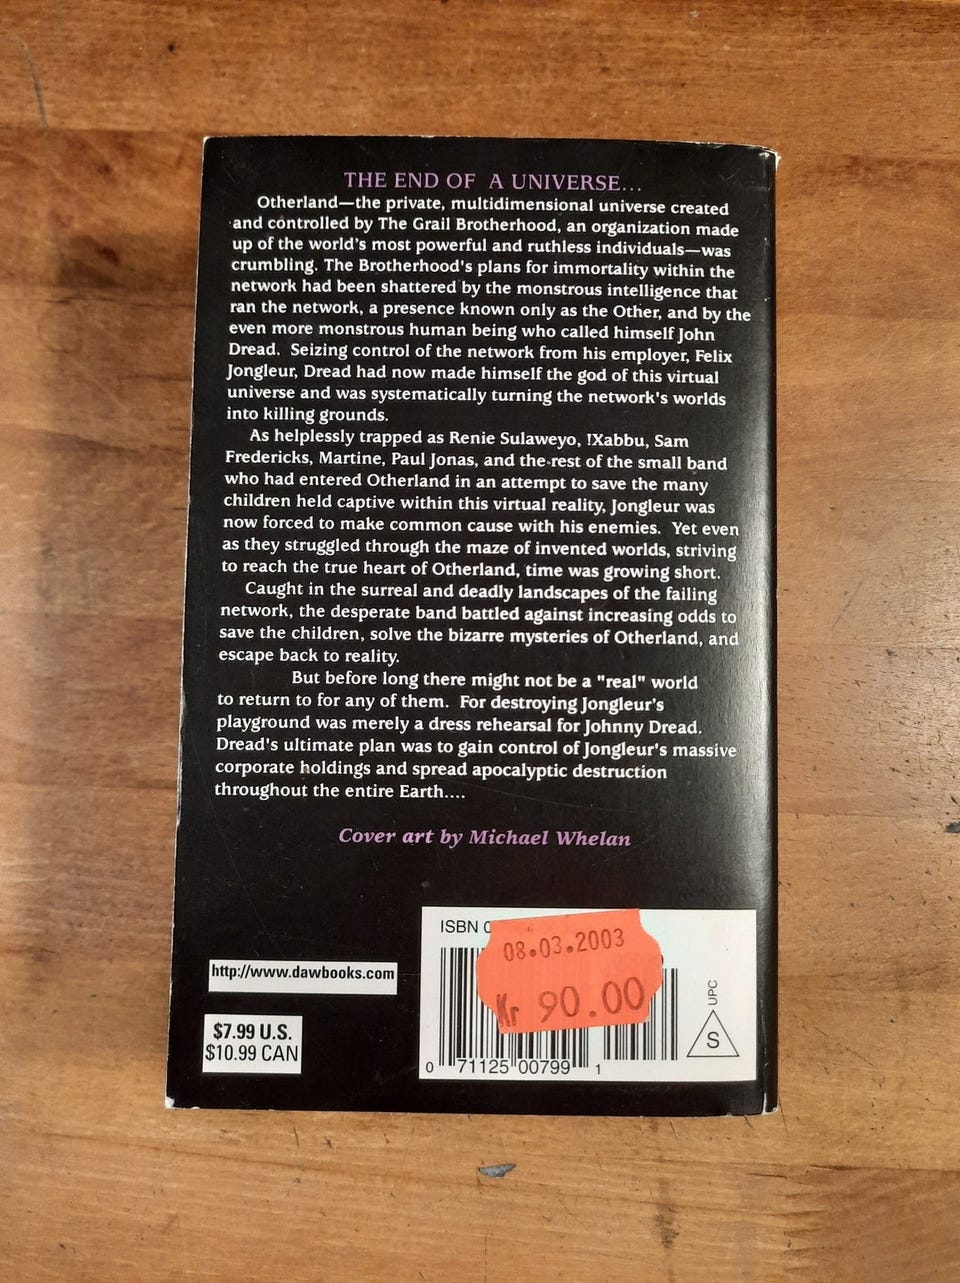 THE END OF A UNIVERSE...
Otherland—the private, multidimensional universe created
and controlled by The Grail Brotherhood, an organization made
up of the world's most powerful and ruthless individuals—was
crumbling. The Brotherhood's plans for immortality within the
network had been shattered by the monstrous intelligence that
ran the network, a presence known only as the Other, and by the
even more monstrous human being who called himself John
Dread. Seizing control of the network from his employer, Felix
Jongleur, Dread had now made himself the god of this virtual
universe and was systematically turning the network's worlds
into killing grounds.
As helplessly trapped as Renie Sulaweyo, !Xabbu, Sam
Fredericks, Martine, Paul Jonas, and the rest of the small band
who had entered Otherland in an attempt to save the many
children held captive within this virtual reality, Jongleur was
now forced to make common cause with his enemies. Yet even
as they struggled through the maze of invented worlds, striving
to reach the true heart of Otherland, time was growing short.
Caught in the surreal and deadly landscapes of the failing
network, the desperate band battled against increasing odds to
save the children, solve the bizarre mysteries of Otherland, and
escape back to reality.
But before long there might not be a "real" world
to return to for any of them. For destroying Jongleur's
playground was merely a dress rehearsal for Johnny Dread.
Dread's ultimate plan was to gain control of Jongleur's massive
corporate holdings and spread apocalyptic destruction
throughout the entire Earth....
Cover art by Michael Whelan
ISBN 0
08.03.2003
Kr 90.00
http://www.dawbooks.com
$7.99 U.S.
$10.99 CAN
UPC
S
0 71125 00799 1